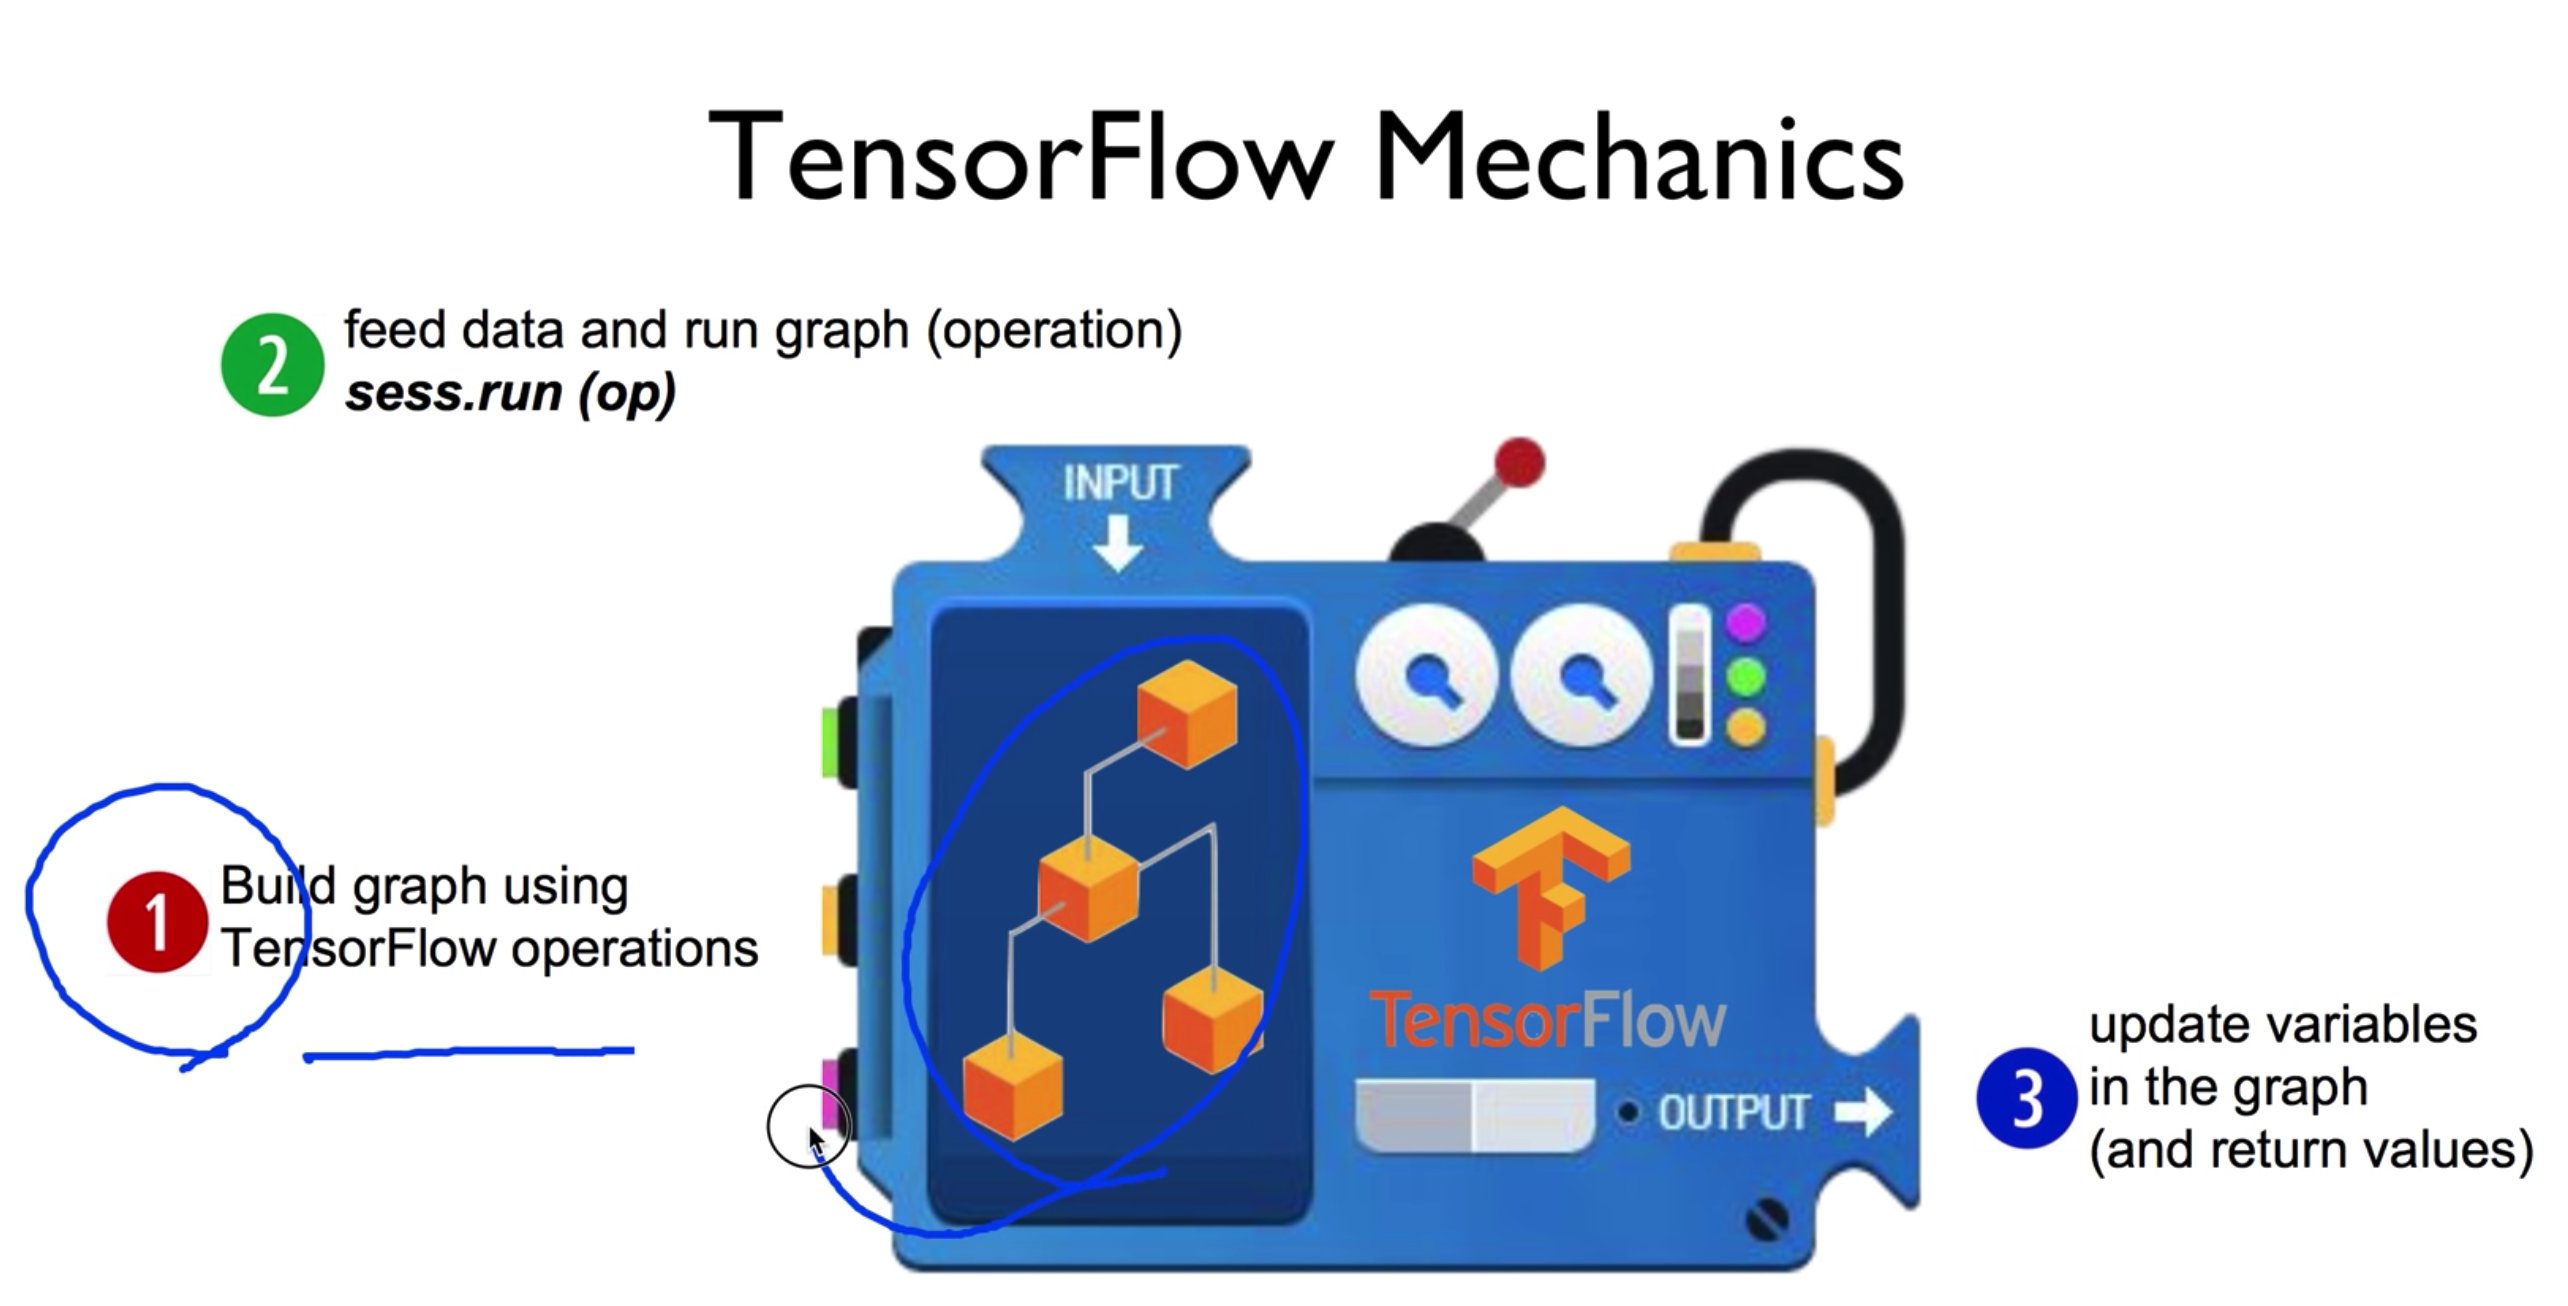 TensorFlow Mechanics
2 feed data and run graph (operation)
sess.run (op)
INPUT
1 Build graph using
TensorFlow operations
TensorFlow
OUTPUT
3 update variables
in the graph
(and return values)